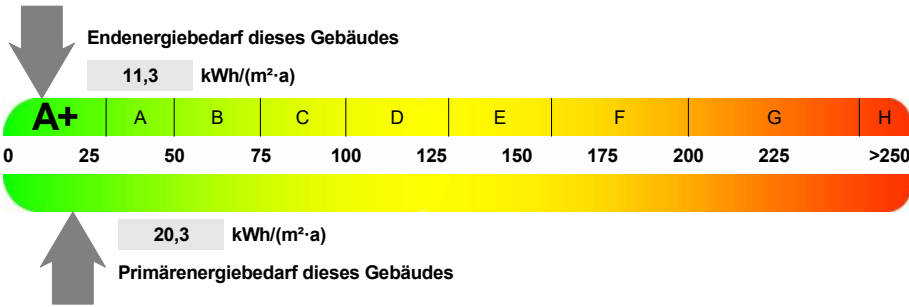 Endenergiebedarf dieses Gebäudes
11,3 kWh/(m²·a)
A+ A B C D E F G H
0 25 50 75 100 125 150 175 200 225 >250
20,3 kWh/(m²·a)
Primärenergiebedarf dieses Gebäudes